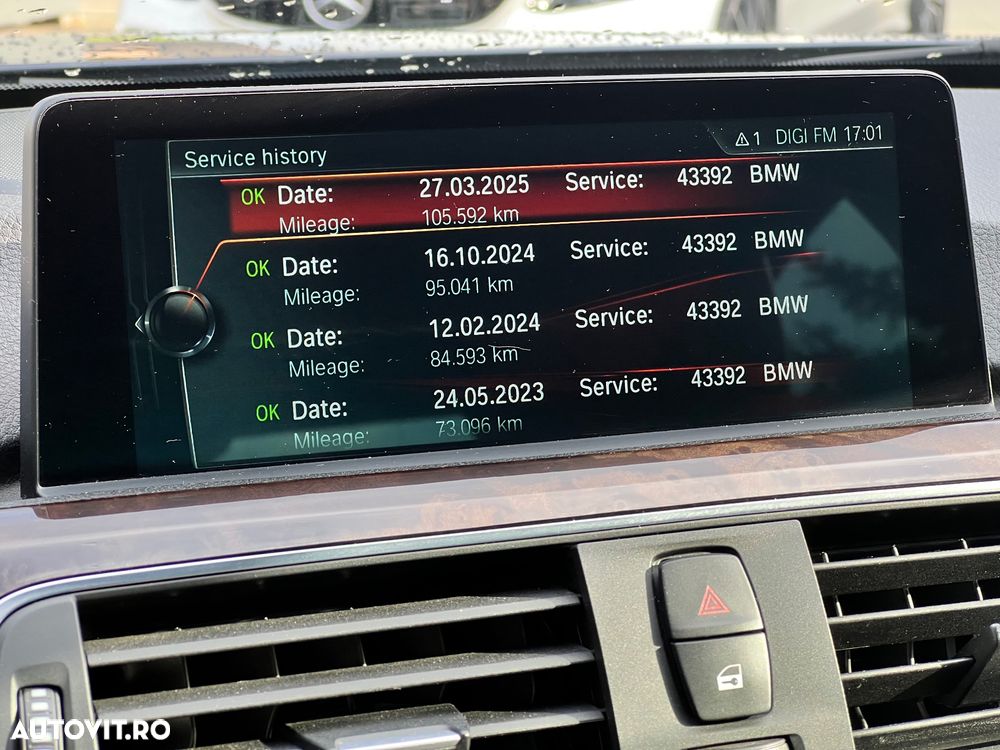 ⚠1 DIGI FM 17:01
Service history
OK Date: 27.03.2025 Service: 43392 BMW
Mileage: 105.592 km
OK Date: 16.10.2024 Service: 43392 BMW
Mileage: 95.041 km
OK Date: 12.02.2024 Service: 43392 BMW
Mileage: 84.593 km
OK Date: 24.05.2023 Service: 43392 BMW
Mileage: 73.096 km
AUTOVIT.RO